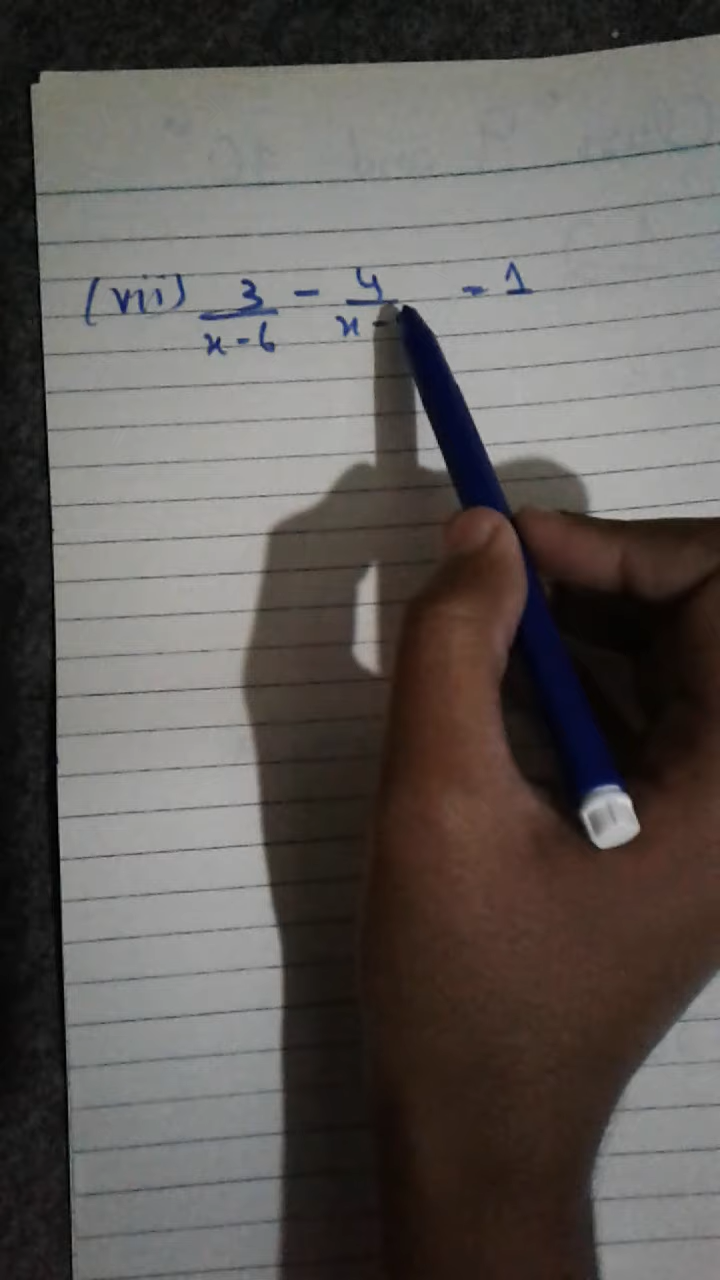 (vii) 3/x-6 - 4/x- = 1